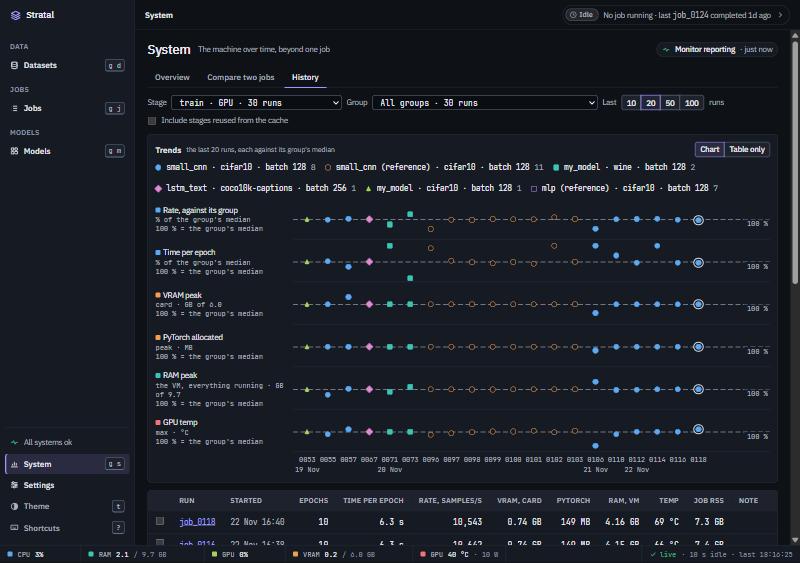 Stratal
System
Idle
No job running · last job_0124 completed 1d ago
DATA
Datasets
g d
JOBS
Jobs
g j
MODELS
Models
g m
System
The machine over time, beyond one job
Monitor reporting · just now
Overview
Compare two jobs
History
Stage
train · GPU · 30 runs
Group
All groups · 30 runs
Last
10 20 50 100
runs
Include stages reused from the cache
Trends
the last 20 runs, each against its group's median
Chart
Table only
small_cnn · cifar10 · batch 128 8
small_cnn (reference) · cifar10 · batch 128 11
my_model · wine · batch 128 2
lstm_text · coco10k-captions · batch 256 1
my_model · cifar10 · batch 128 1
mlp (reference) · cifar10 · batch 128 7
Rate, against its group
% of the group's median
100 % = the group's median
100 %
Time per epoch
% of the group's median
100 % = the group's median
100 %
VRAM peak
card · GB of 6.0
100 % = the group's median
100 %
PyTorch allocated
peak · MB
100 % = the group's median
100 %
RAM peak
the VM, everything running · GB
of 9.7
100 % = the group's median
100 %
GPU temp
max · °C
100 % = the group's median
100 %
0053 0055 0057 0067 0071 0073 0096 0097 0098 0099 0100 0101 0102 0103 0106 0110 0112 0114 0116 0118
19 Nov
20 Nov
21 Nov
22 Nov
RUN STARTED EPOCHS TIME PER EPOCH RATE, SAMPLES/S VRAM, CARD PYTORCH RAM, VM TEMP JOB RSS NOTE
job_0118 22 Nov 16:40 10 6.3 s 10,543 0.74 GB 149 MB 4.16 GB 69 °C 7.3 GB
All systems ok
System
g s
Settings
Theme
t
Shortcuts
?
CPU 3%
RAM 2.1 / 9.7 GB
GPU 0%
VRAM 0.2 / 6.0 GB
GPU 40 °C · 10 W
live · 10 s idle · last 18:16:25